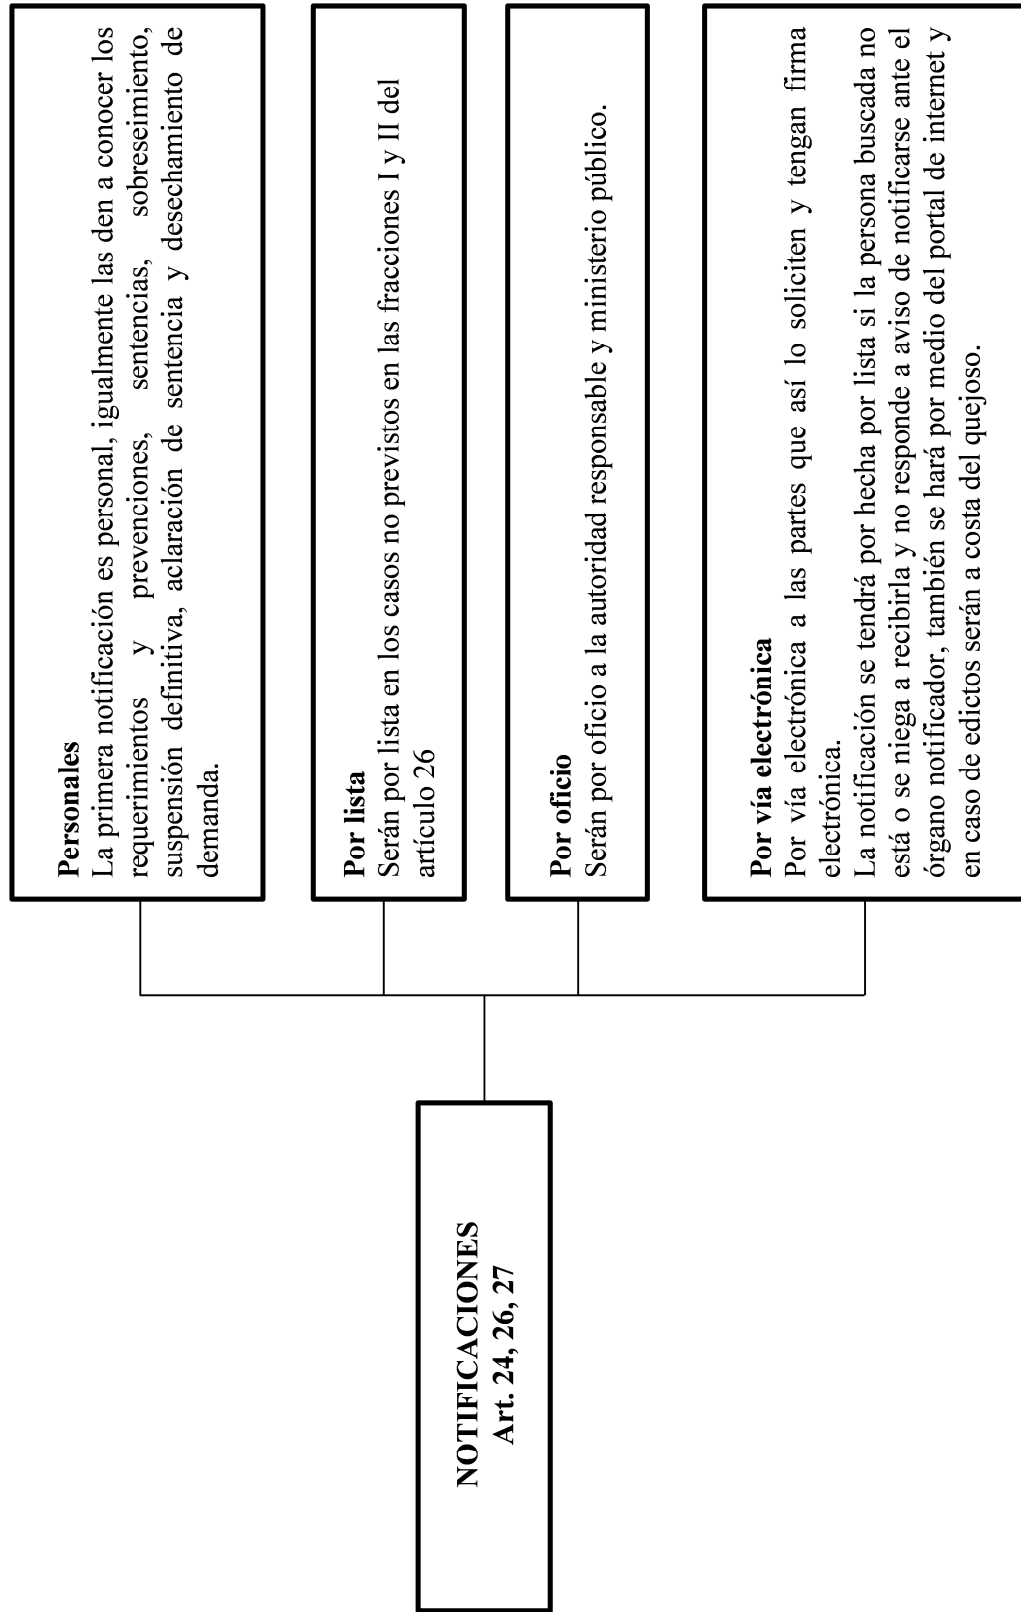 NOTIFICACIONES
Art. 24, 26, 27
Personales
La primera notificación es personal, igualmente las den a conocer los
requerimientos y prevenciones, sentencias, sobreseimiento,
suspensión definitiva, aclaración de sentencia y desechamiento de
demanda.
Por lista
Serán por lista en los casos no previstos en las fracciones I y II del
artículo 26
Por oficio
Serán por oficio a la autoridad responsable y ministerio público.
Por vía electrónica
Por vía electrónica a las partes que así lo soliciten y tengan firma
electrónica.
La notificación se tendrá por hecha por lista si la persona buscada no
está o se niega a recibirla y no responde a aviso de notificarse ante el
órgano notificador, también se hará por medio del portal de internet y
en caso de edictos serán a costa del quejoso.